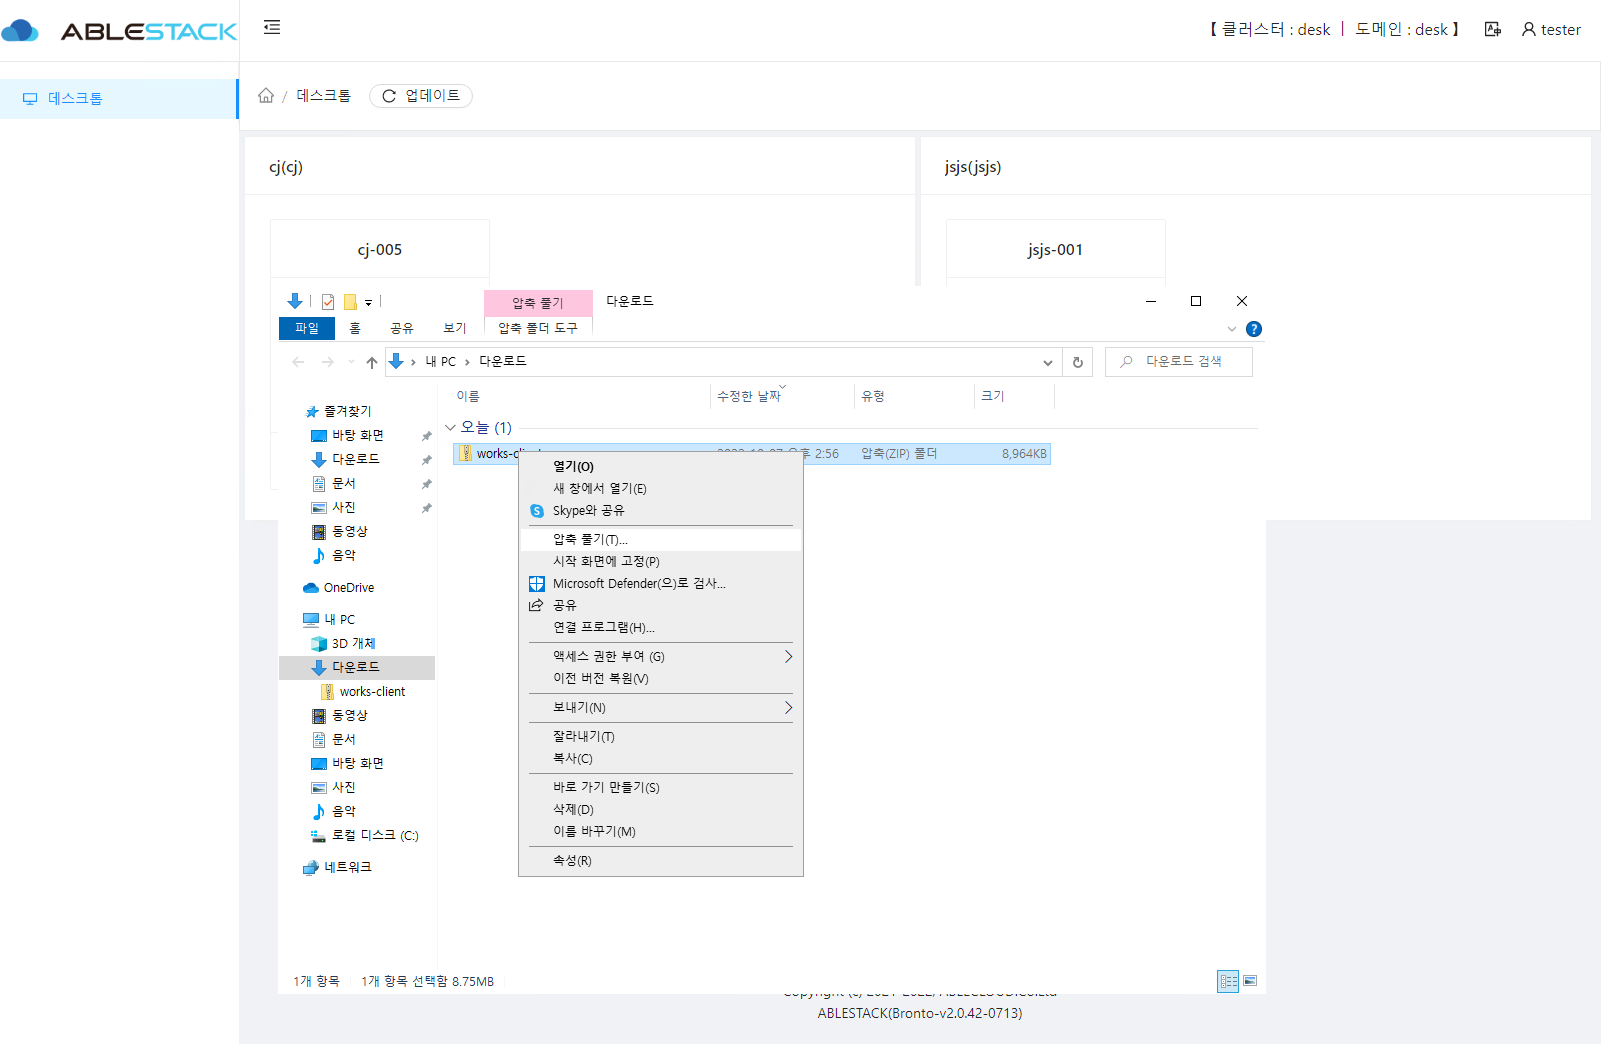 ABLESTACK
【 클러스터 : desk | 도메인 : desk 】 tester
데스크톱
/ 데스크톱 업데이트
cj(cj)
jsjs(jsjs)
cj-005
jsjs-001
압축 풀기
다운로드
파일
홈
공유
보기
압축 폴더 도구
내 PC > 다운로드
다운로드 검색
이름
수정한 날짜
유형
크기
즐겨찾기
바탕 화면
다운로드
문서
사진
동영상
음악
OneDrive
내 PC
3D 개체
다운로드
works-client
동영상
문서
바탕 화면
사진
음악
로컬 디스크 (C:)
네트워크
오늘 (1)
2:56 압축(ZIP) 폴더 8,964KB
열기(O)
새 창에서 열기(E)
Skype와 공유
압축 풀기(T)...
시작 화면에 고정(P)
Microsoft Defender(으)로 검사...
공유
연결 프로그램(H)...
액세스 권한 부여 (G)
이전 버전 복원(V)
보내기(N)
잘라내기(T)
복사(C)
바로 가기 만들기(S)
삭제(D)
이름 바꾸기(M)
속성(R)
1개 항목
1개 항목 선택함 8.75MB
ABLESTACK(Bronto-v2.0.42-0713)